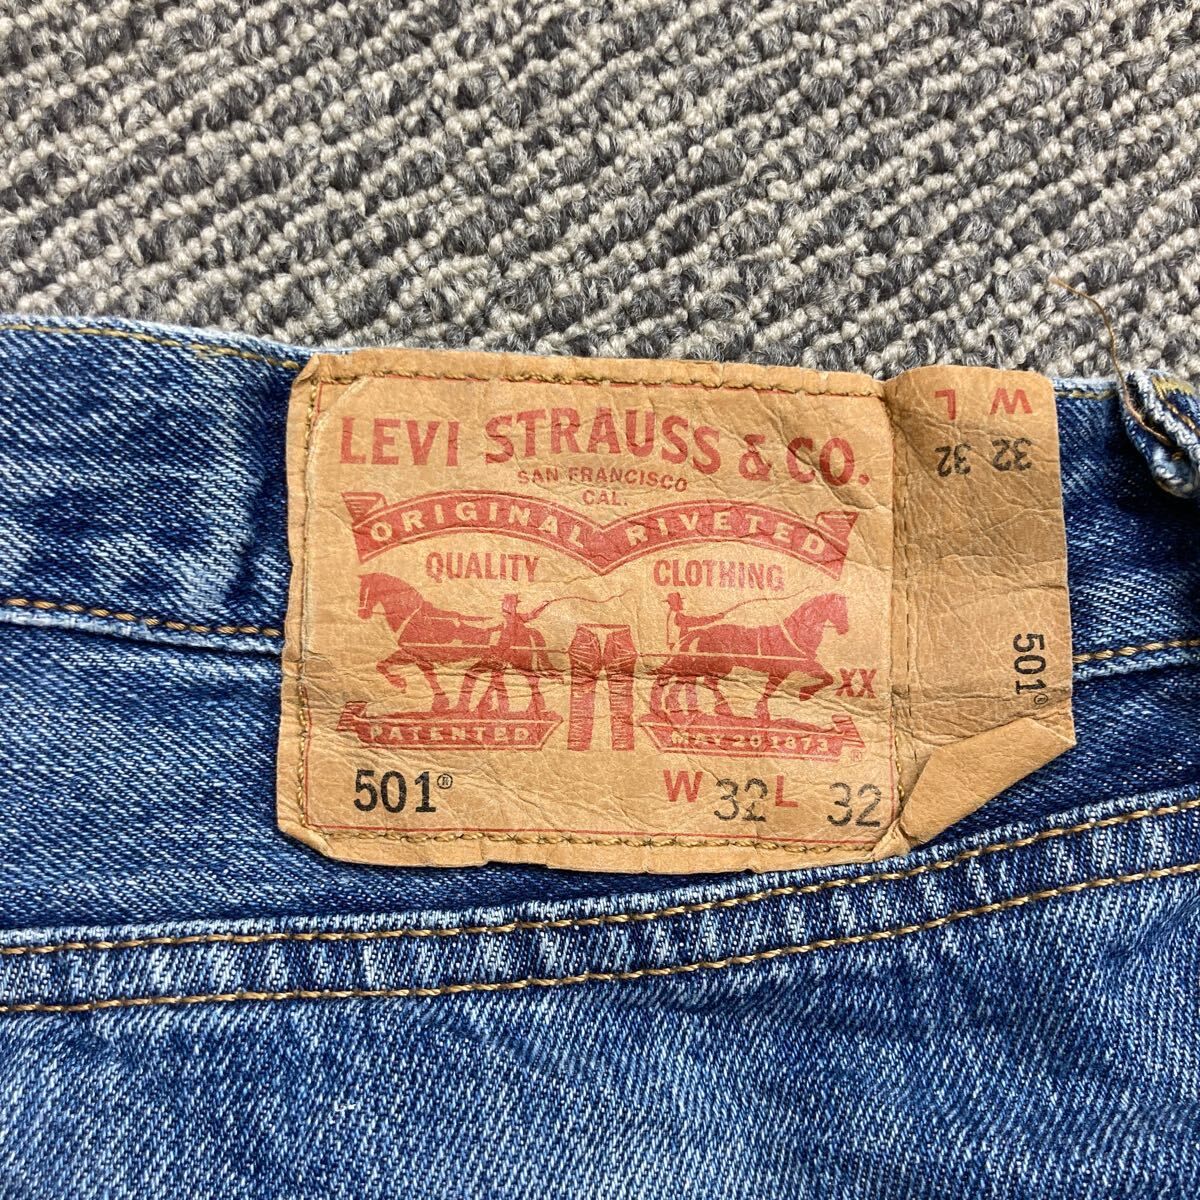 LEVI STRAUSS & CO.
SAN FRANCISCO
CAL.
ORIGINAL RIVETED
QUALITY CLOTHING
XX
PATENTED MAY 20 1873 ®
501® W 32 L 32
W L
32 32
501®